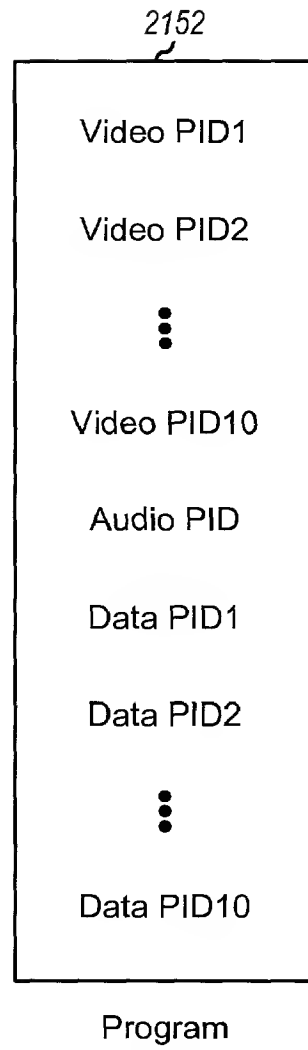 2152
Video PID1
Video PID2
Video PID10
Audio PID
Data PID1
Data PID2
Data PID10
Program